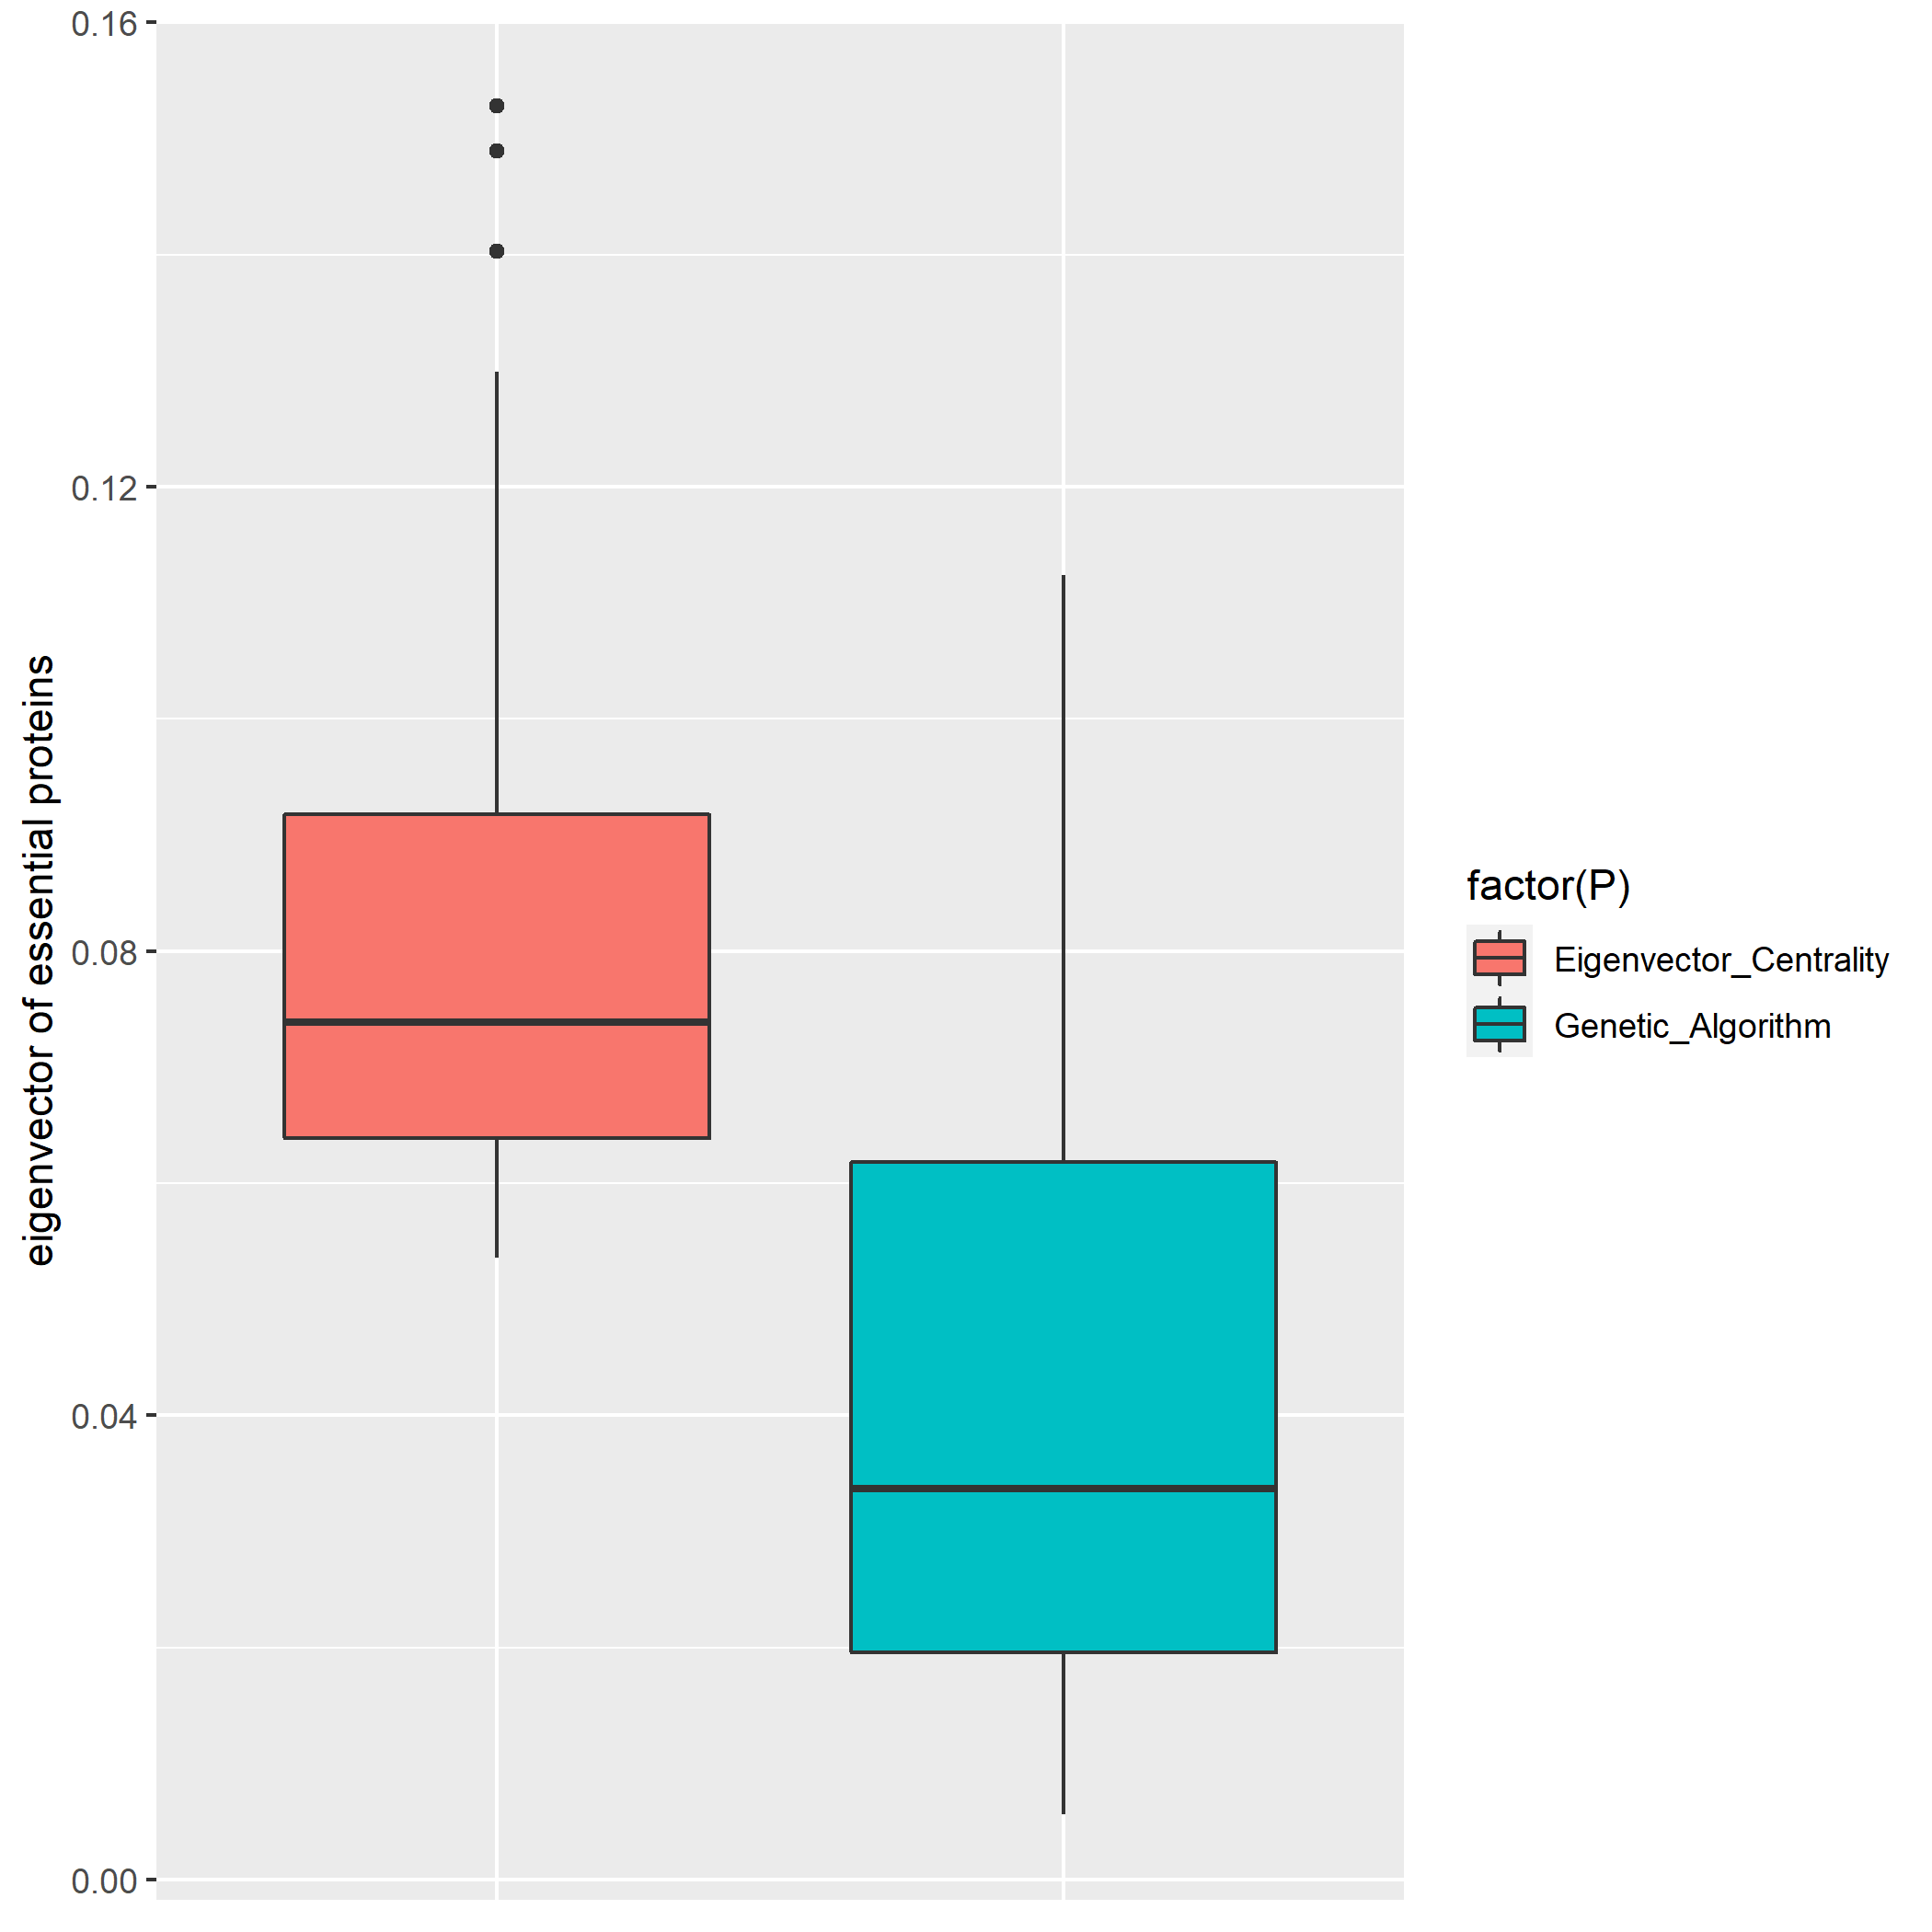 0.16
0.12
0.08
0.04
0.00
eigenvector of essential proteins
factor(P)
Eigenvector_Centrality
Genetic_Algorithm